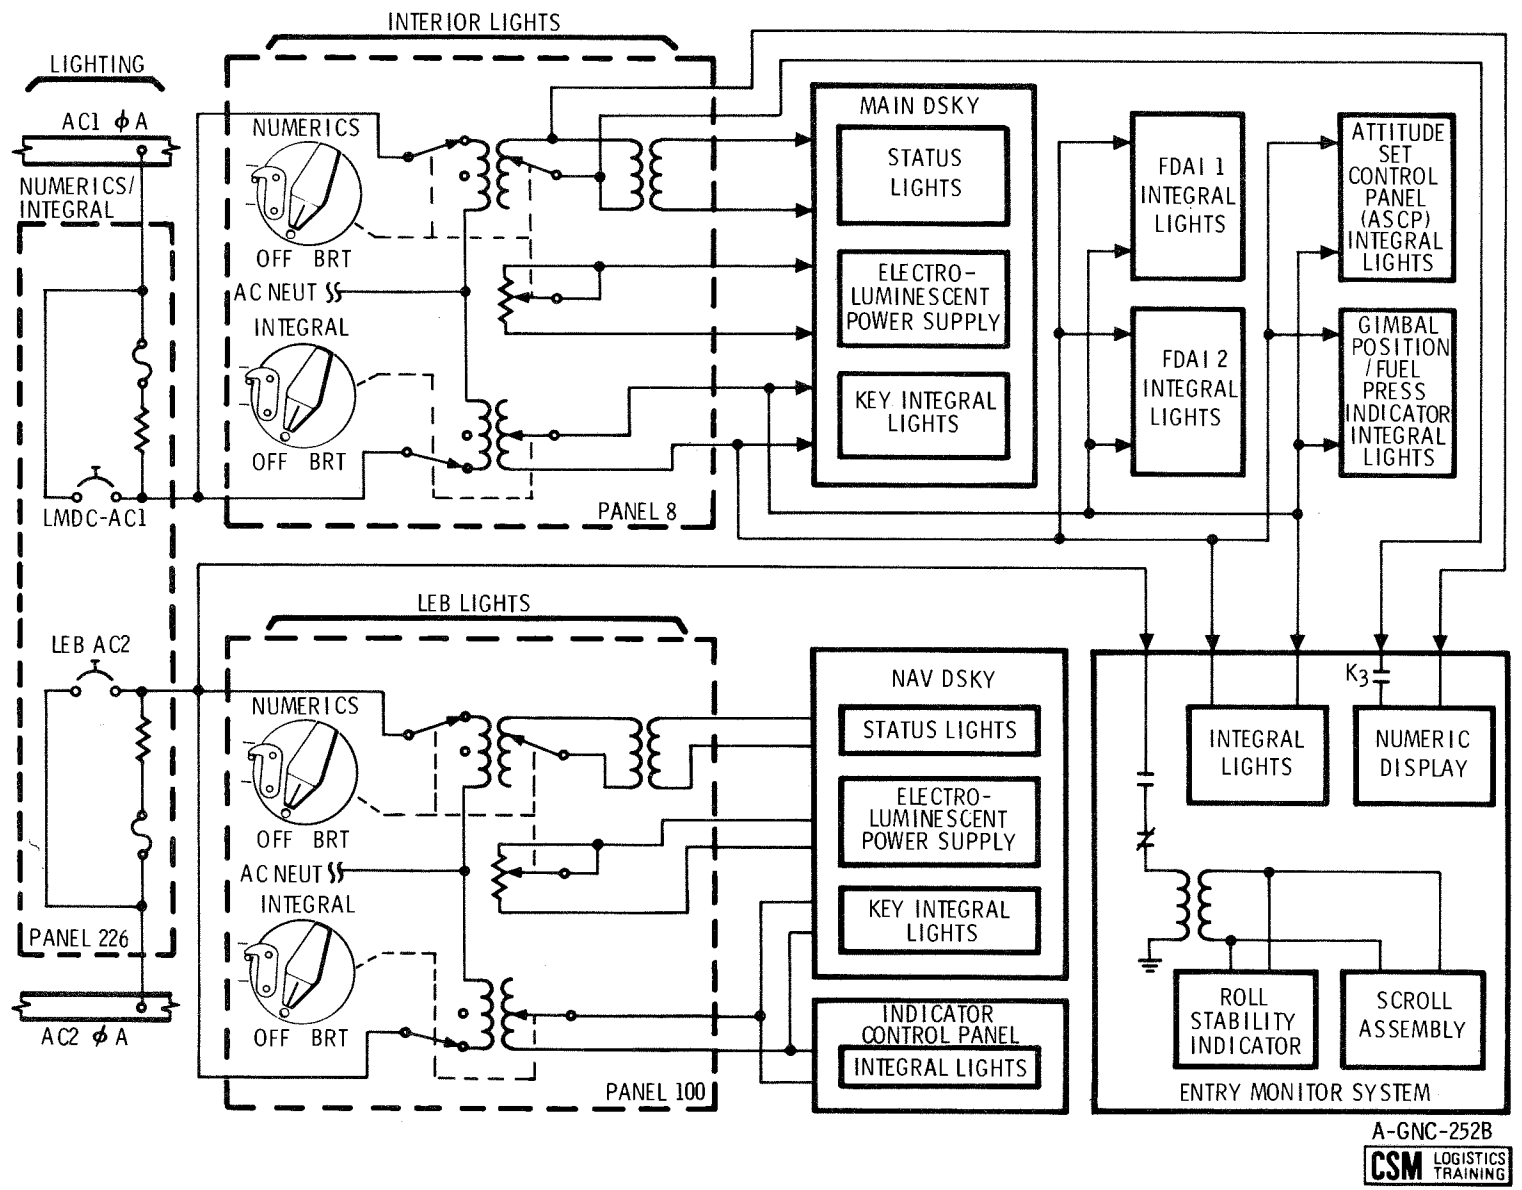 INTERIOR LIGHTS
LIGHTING
AC1 ϕA
NUMERICS/
INTEGRAL
NUMERICS
OFF BRT
AC NEUT
INTEGRAL
OFF BRT
LMDC-AC1
PANEL 8
MAIN DSKY
STATUS
LIGHTS
ELECTRO-
LUMINESCENT
POWER SUPPLY
KEY INTEGRAL
LIGHTS
FDAI 1
INTEGRAL
LIGHTS
FDAI 2
INTEGRAL
LIGHTS
ATTITUDE
SET
CONTROL
PANEL
(ASCP)
INTEGRAL
LIGHTS
GIMBAL
POSITION
/FUEL
PRESS
INDICATOR
INTEGRAL
LIGHTS
LEB LIGHTS
LEB AC2
NUMERICS
OFF BRT
AC NEUT
INTEGRAL
OFF BRT
PANEL 226
AC2 ϕA
PANEL 100
NAV DSKY
STATUS LIGHTS
ELECTRO-
LUMINESCENT
POWER SUPPLY
KEY INTEGRAL
LIGHTS
INDICATOR
CONTROL PANEL
INTEGRAL LIGHTS
K3
INTEGRAL
LIGHTS
NUMERIC
DISPLAY
ROLL
STABILITY
INDICATOR
SCROLL
ASSEMBLY
ENTRY MONITOR SYSTEM
A-GNC-252B
CSM LOGISTICS
TRAINING